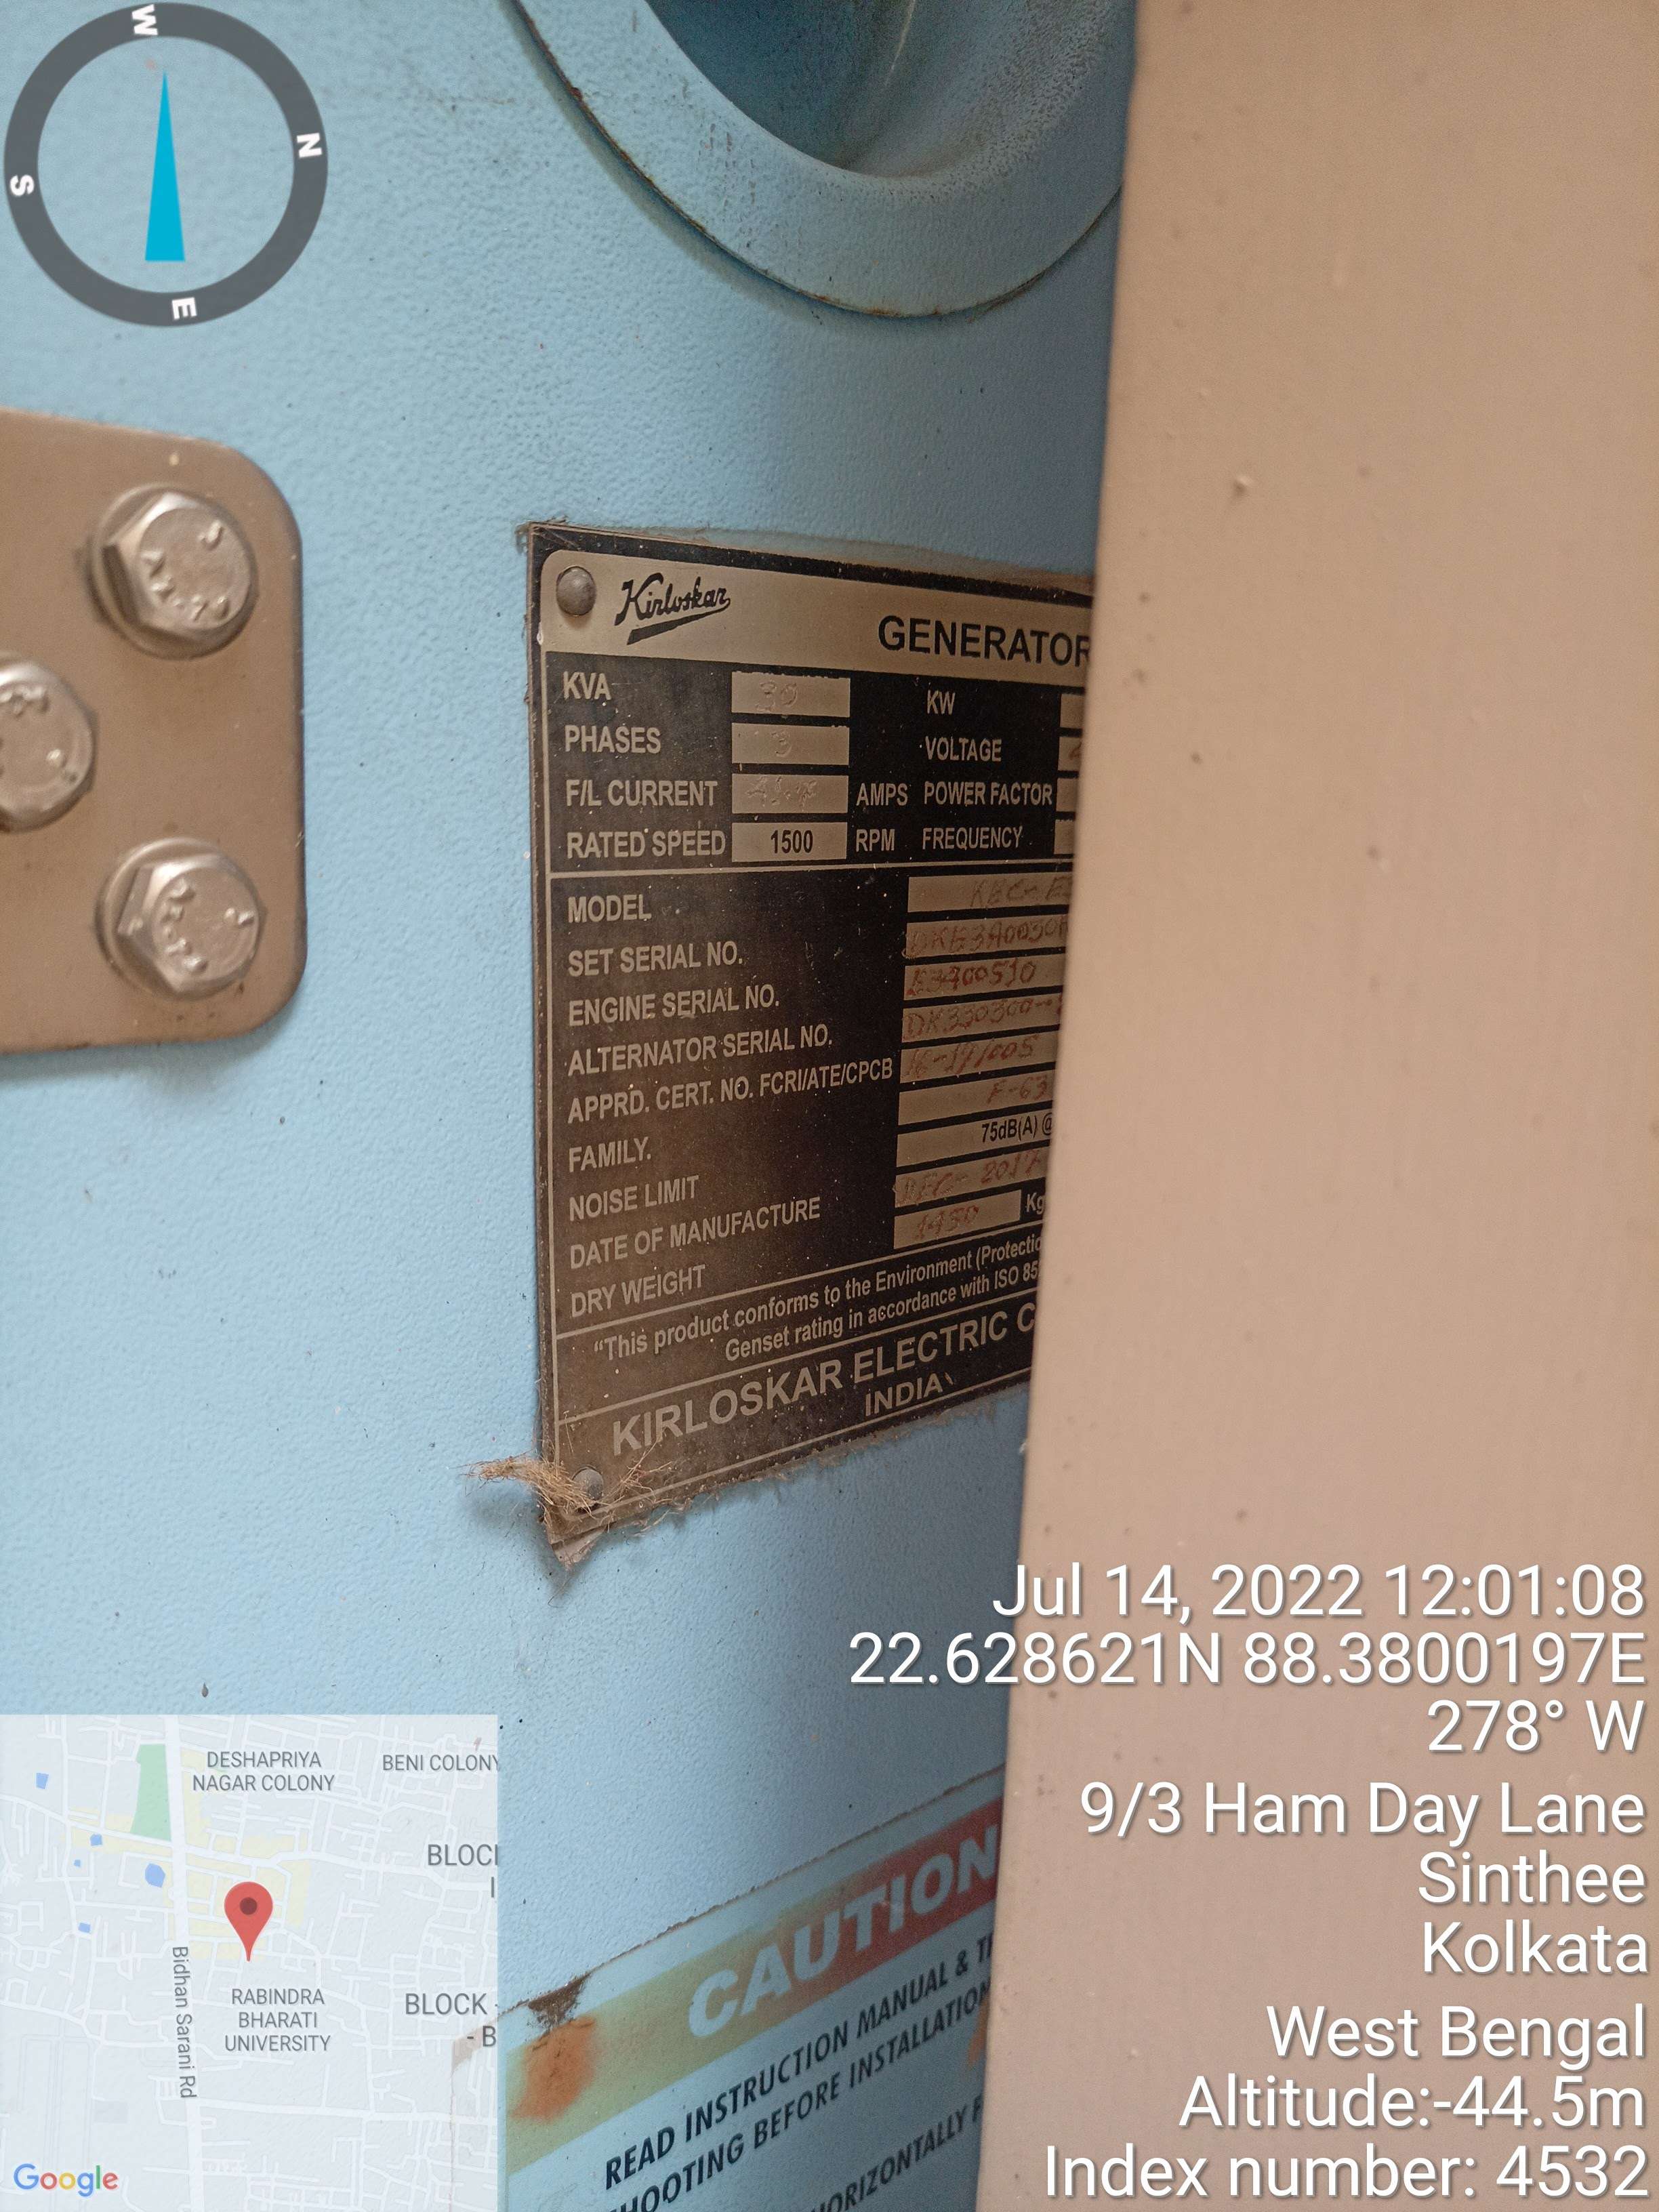 W
N
S
E
Kirloskar
GENERATOR
KVA 30 KW
PHASES 3 VOLTAGE
F/L CURRENT AMPS POWER FACTOR
RATED SPEED 1500 RPM FREQUENCY
MODEL
SET SERIAL NO.
ENGINE SERIAL NO.
ALTERNATOR SERIAL NO.
APPRD. CERT. NO. FCRI/ATE/CPCB
FAMILY.
NOISE LIMIT 75dB(A) @
DATE OF MANUFACTURE DEC- 2017
DRY WEIGHT Kg
"This product conforms to the Environment (Protectio
Genset rating in accordance with ISO 85
KIRLOSKAR ELECTRIC C
INDIA
CAUTION
READ INSTRUCTION MANUAL & T
HOOTING BEFORE INSTALLATION
HORIZONTALLY F
Jul 14, 2022 12:01:08
22.628621N 88.3800197E
278° W
9/3 Ham Day Lane
Sinthee
Kolkata
West Bengal
Altitude:-44.5m
Index number: 4532
DESHAPRIYA
NAGAR COLONY
BENI COLONY
BLOCK
Bidhan Sarani Rd
RABINDRA
BHARATI
UNIVERSITY
BLOCK
- B
Google